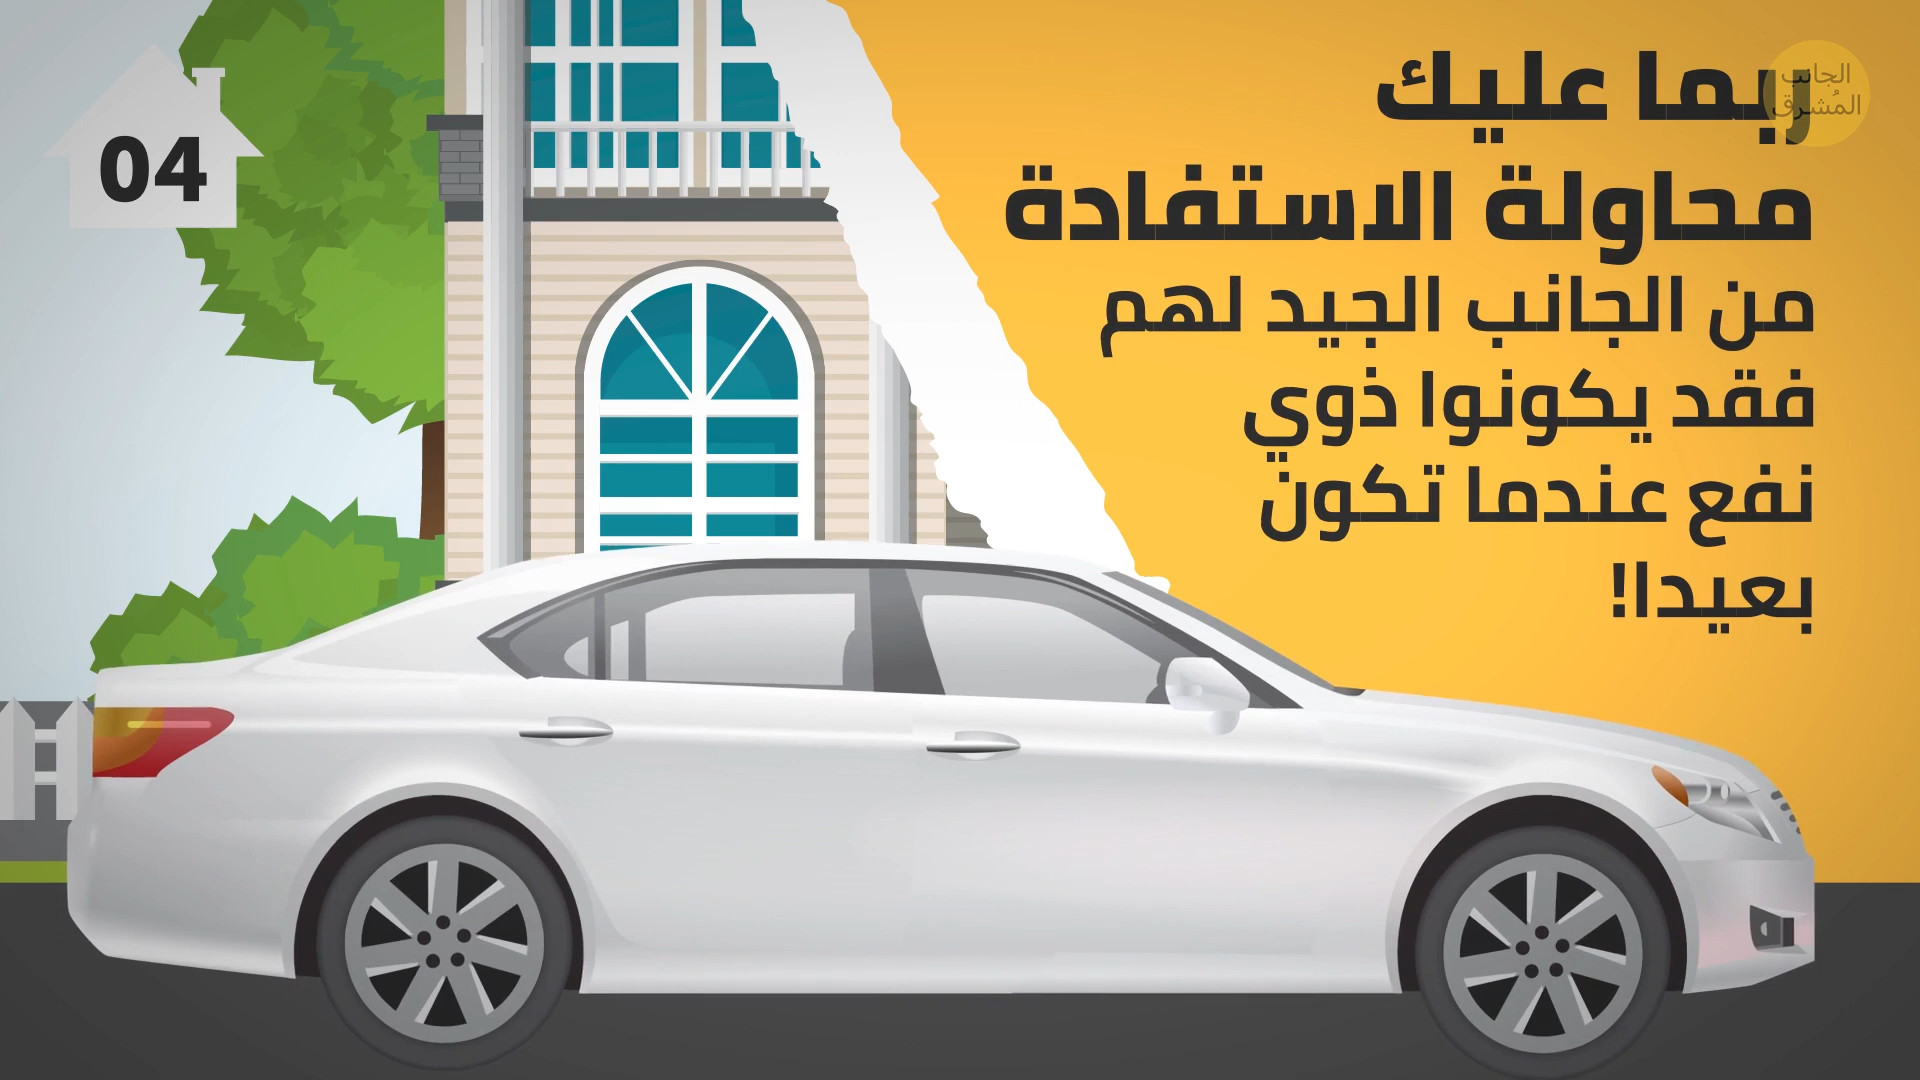 04
ربما عليك
محاولة الاستفادة
من الجانب الجيد لهم
فقد يكونوا ذوي
نفع عندما تكون
بعيدا!
الجانب
المُشرق